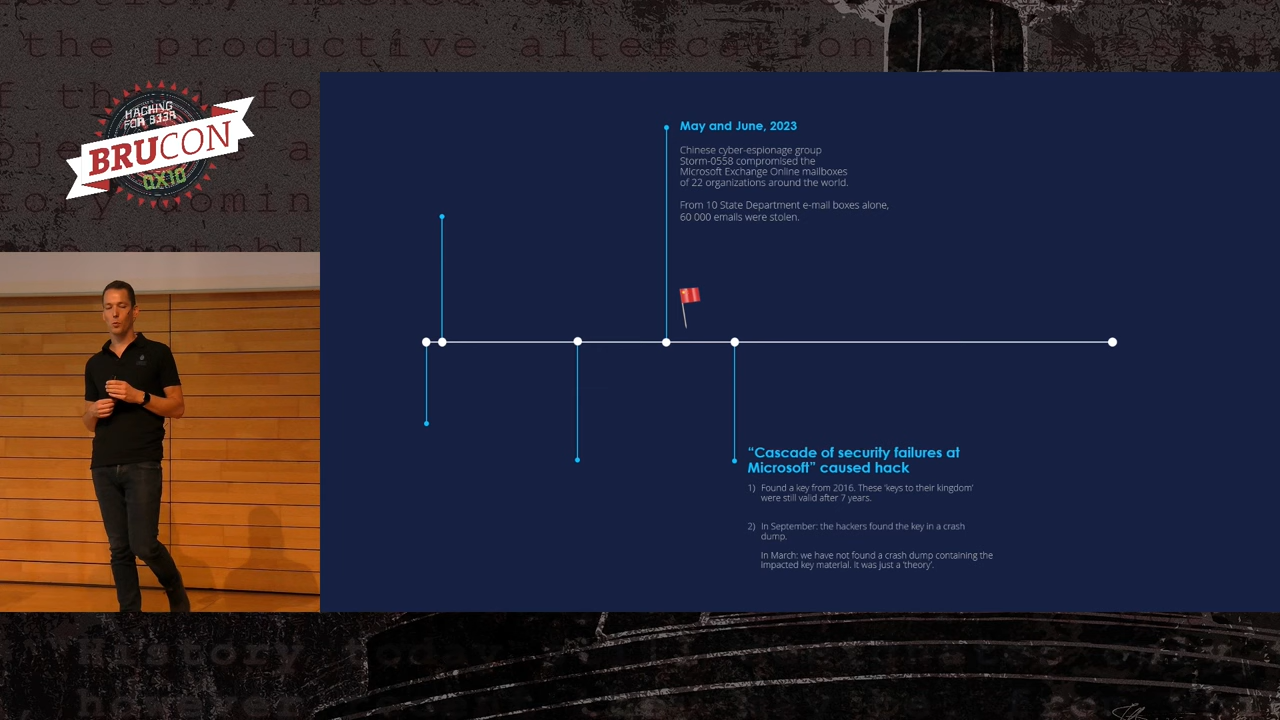 the productive altercation
HACKING
FOR B33R
BRUCON
0X10
May and June, 2023
Chinese cyber-espionage group
Storm-0558 compromised the
Microsoft Exchange Online mailboxes
of 22 organizations around the world.
From 10 State Department e-mail boxes alone,
60 000 emails were stolen.
“Cascade of security failures at
Microsoft” caused hack
1) Found a key from 2016. These ‘keys to their kingdom’
were still valid after 7 years.
2) In September: the hackers found the key in a crash
dump.
In March: we have not found a crash dump containing the
impacted key material. It was just a ‘theory’.
History today
however